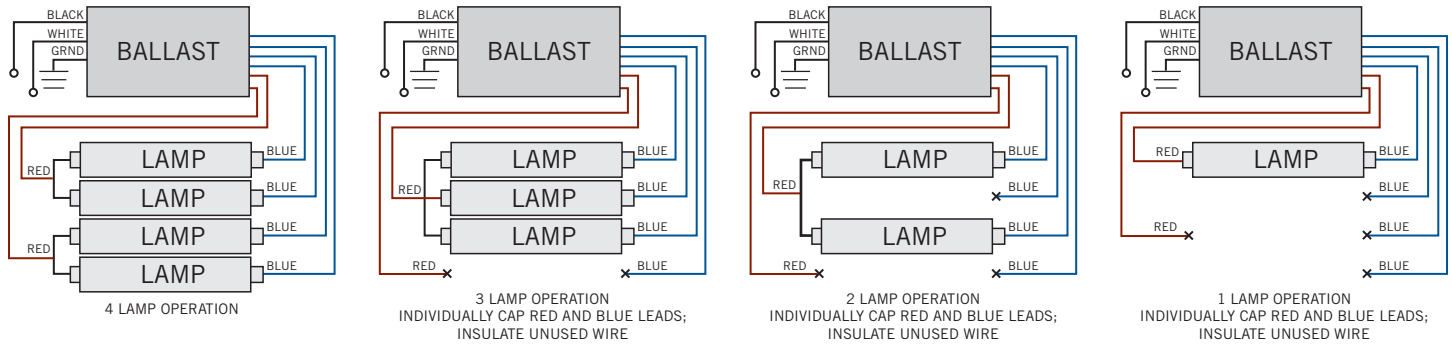 BLACK
WHITE
GRND
BALLAST
LAMP
BLUE
RED
LAMP
BLUE
LAMP
BLUE
RED
LAMP
BLUE
4 LAMP OPERATION
BLACK
WHITE
GRND
BALLAST
LAMP
BLUE
RED
LAMP
BLUE
LAMP
BLUE
RED
BLUE
3 LAMP OPERATION
INDIVIDUALLY CAP RED AND BLUE LEADS;
INSULATE UNUSED WIRE
BLACK
WHITE
GRND
BALLAST
LAMP
BLUE
RED
BLUE
LAMP
BLUE
RED
BLUE
2 LAMP OPERATION
INDIVIDUALLY CAP RED AND BLUE LEADS;
INSULATE UNUSED WIRE
BLACK
WHITE
GRND
BALLAST
RED
LAMP
BLUE
BLUE
RED
BLUE
BLUE
1 LAMP OPERATION
INDIVIDUALLY CAP RED AND BLUE LEADS;
INSULATE UNUSED WIRE